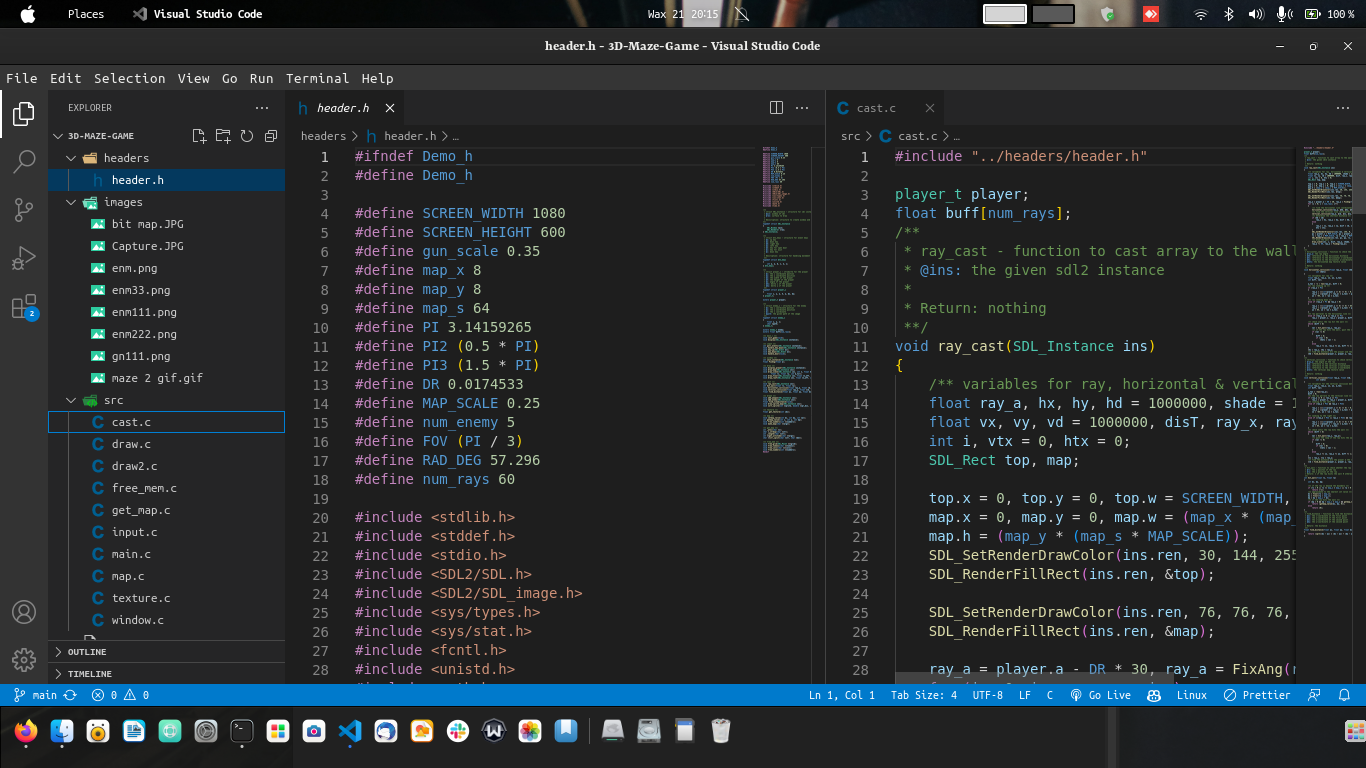 Places
Visual Studio Code
Wax 21 20:15
100 %
header.h - 3D-Maze-Game - Visual Studio Code
File Edit Selection View Go Run Terminal Help
EXPLORER
3D-MAZE-GAME
headers
header.h
images
bit map.JPG
Capture.JPG
enm.png
enm33.png
enm111.png
enm222.png
gn111.png
maze 2 gif.gif
src
cast.c
draw.c
draw2.c
free_mem.c
get_map.c
input.c
main.c
map.c
texture.c
window.c
OUTLINE
TIMELINE
2
header.h
headers > header.h > …
1 #ifndef Demo_h
2 #define Demo_h
3
4 #define SCREEN_WIDTH 1080
5 #define SCREEN_HEIGHT 600
6 #define gun_scale 0.35
7 #define map_x 8
8 #define map_y 8
9 #define map_s 64
10 #define PI 3.14159265
11 #define PI2 (0.5 * PI)
12 #define PI3 (1.5 * PI)
13 #define DR 0.0174533
14 #define MAP_SCALE 0.25
15 #define num_enemy 5
16 #define FOV (PI / 3)
17 #define RAD_DEG 57.296
18 #define num_rays 60
19
20 #include <stdlib.h>
21 #include <stddef.h>
22 #include <stdio.h>
23 #include <SDL2/SDL.h>
24 #include <SDL2/SDL_image.h>
25 #include <sys/types.h>
26 #include <sys/stat.h>
27 #include <fcntl.h>
28 #include <unistd.h>
cast.c
src > cast.c > …
1 #include "../headers/header.h"
2
3 player_t player;
4 float buff[num_rays];
5 /**
6 * ray_cast - function to cast array to the wall
7 * @ins: the given sdl2 instance
8 *
9 * Return: nothing
10 **/
11 void ray_cast(SDL_Instance ins)
12 {
13 /** variables for ray, horizontal & vertical
14 float ray_a, hx, hy, hd = 1000000, shade = 1
15 float vx, vy, vd = 1000000, disT, ray_x, ray
16 int i, vtx = 0, htx = 0;
17 SDL_Rect top, map;
18
19 top.x = 0, top.y = 0, top.w = SCREEN_WIDTH,
20 map.x = 0, map.y = 0, map.w = (map_x * (map_
21 map.h = (map_y * (map_s * MAP_SCALE));
22 SDL_SetRenderDrawColor(ins.ren, 30, 144, 255
23 SDL_RenderFillRect(ins.ren, &top);
24
25 SDL_SetRenderDrawColor(ins.ren, 76, 76, 76,
26 SDL_RenderFillRect(ins.ren, &map);
27
28 ray_a = player.a - DR * 30, ray_a = FixAng(r
main 0 0 Ln 1, Col 1 Tab Size: 4 UTF-8 LF C Go Live Linux Prettier